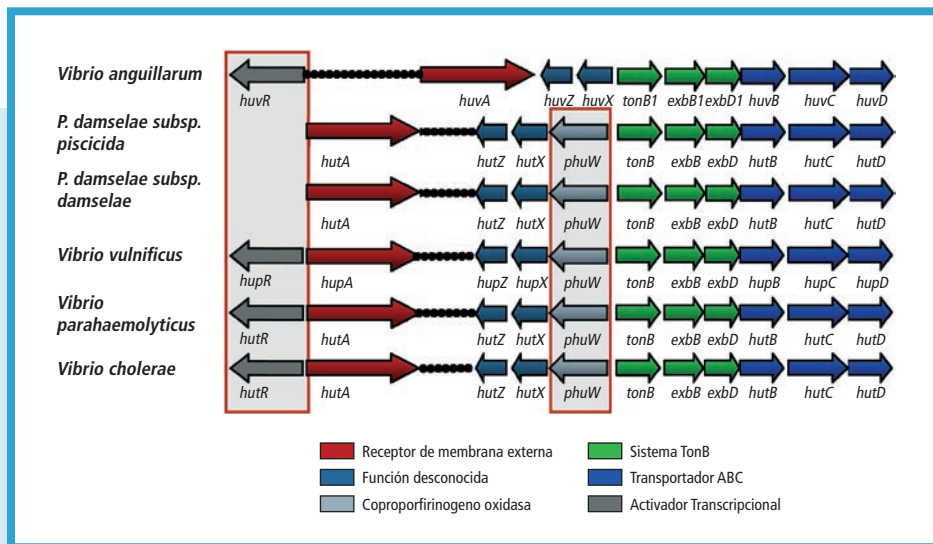 Vibrio anguillarum
huvR huvA huvZ huvX tonB1 exbB1 exbD1 huvB huvC huvD
P. damselae subsp.
piscicida
hutA hutZ hutX phuW tonB exbB exbD hutB hutC hutD
P. damselae subsp.
damselae
hutA hutZ hutX phuW tonB exbB exbD hutB hutC hutD
Vibrio vulnificus
hupR hupA hupZ hupX phuW tonB exbB exbD hupB hupC hupD
Vibrio
parahaemolyticus
hutR hutA hutZ hutX phuW tonB exbB exbD hutB hutC hutD
Vibrio cholerae
hutR hutA hutZ hutX phuW tonB exbB exbD hutB hutC hutD
Receptor de membrana externa
Función desconocida
Coproporfirinogeno oxidasa
Sistema TonB
Transportador ABC
Activador Transcripcional